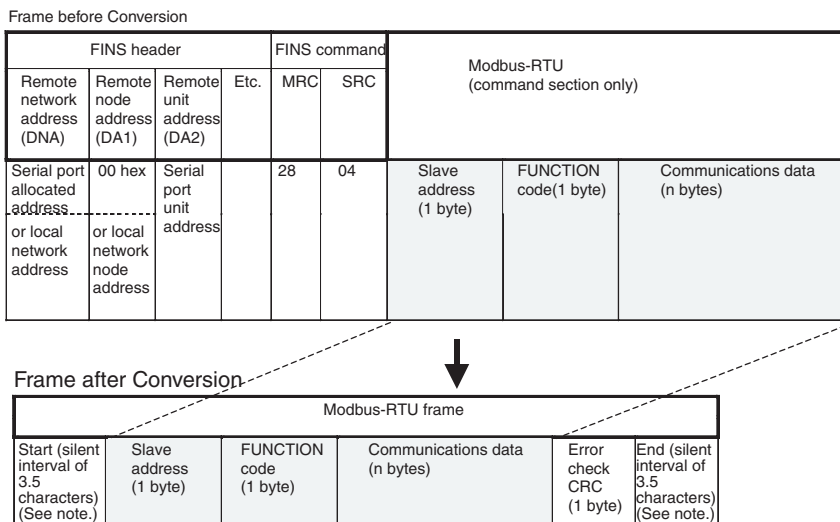 Frame before Conversion
FINS header
FINS command
Modbus-RTU
(command section only)
Remote
network
address
(DNA)
Remote
node
address
(DA1)
Remote
unit
address
(DA2)
Etc.
MRC
SRC
Serial port
allocated
address
or local
network
address
00 hex
or local
network
node
address
Serial
port
unit
address
28
04
Slave
address
(1 byte)
FUNCTION
code(1 byte)
Communications data
(n bytes)
Frame after Conversion
Modbus-RTU frame
Start (silent
interval of
3.5
characters)
(See note.)
Slave
address
(1 byte)
FUNCTION
code
(1 byte)
Communications data
(n bytes)
Error
check
CRC
(1 byte)
End (silent
interval of
3.5
characters)
(See note.)